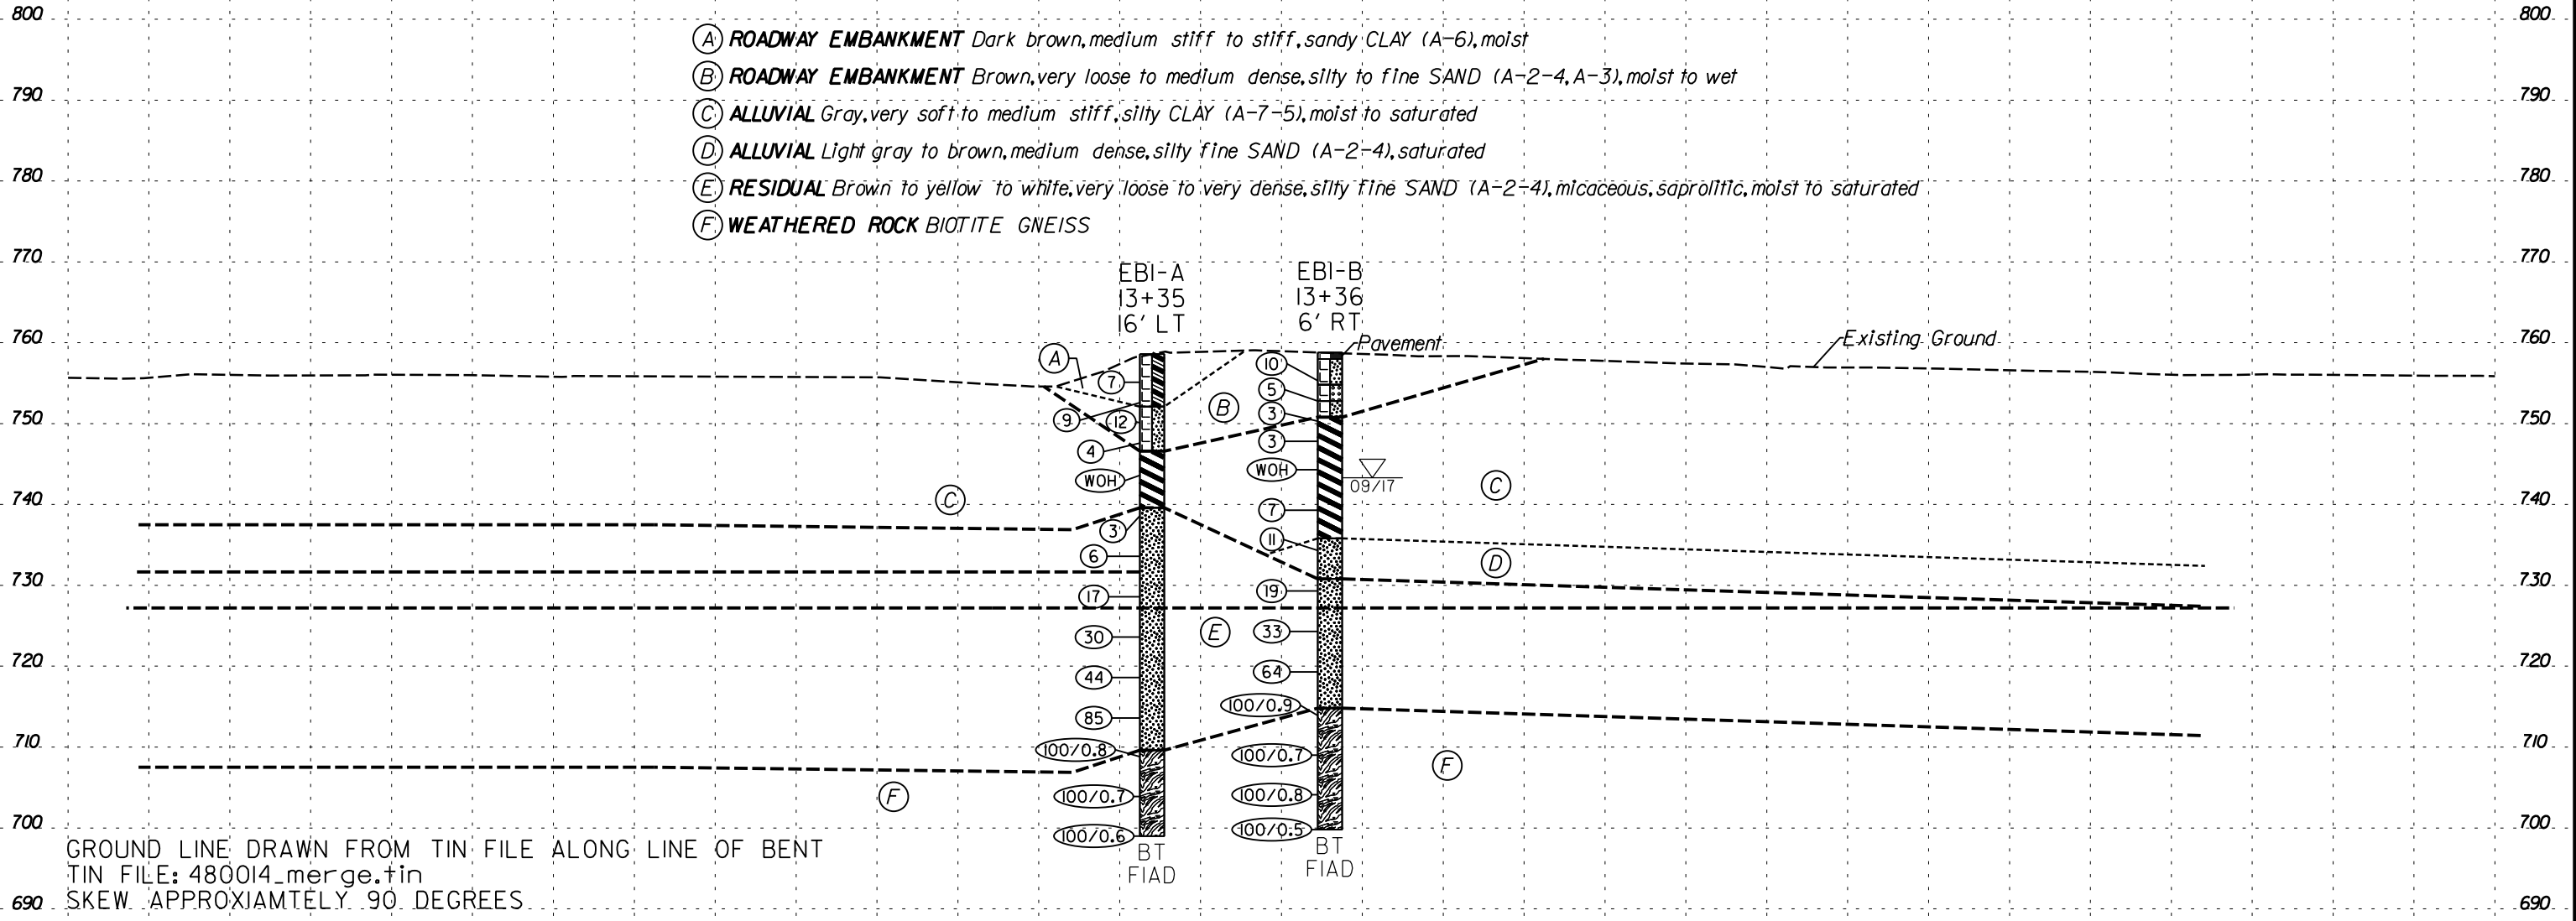 800 800
(A) ROADWAY EMBANKMENT Dark brown, medium stiff to stiff, sandy CLAY (A-6), moist
(B) ROADWAY EMBANKMENT Brown, very loose to medium dense, silty to fine SAND (A-2-4, A-3), moist to wet
790 790
(C) ALLUVIAL Gray, very soft to medium stiff, silty CLAY (A-7-5), moist to saturated
(D) ALLUVIAL Light gray to brown, medium dense, silty fine SAND (A-2-4), saturated
780 780
(E) RESIDUAL Brown to yellow to white, very loose to very dense, silty fine SAND (A-2-4), micaceous, saprolitic, moist to saturated
(F) WEATHERED ROCK BIOTITE GNEISS
770 770
EB1-A EB1-B
13+35 13+36
16' LT 6' RT
760 Pavement Existing Ground 760
A 7 10
5
9 12 B 3
750 750
4 3
WOH WOH 09/17
C C
740 740
3 7
6 11 D
730 730
17 19
30 E 33
720 720
44 64
85 100/0.9
710 710
100/0.8 100/0.7 F
F 100/0.7 100/0.8
700 700
100/0.6 100/0.5
BT BT
FIAD FIAD
GROUND LINE DRAWN FROM TIN FILE ALONG LINE OF BENT
TIN FILE: 480014_merge.tin
SKEW APPROXIAMTELY 90 DEGREES
690 690